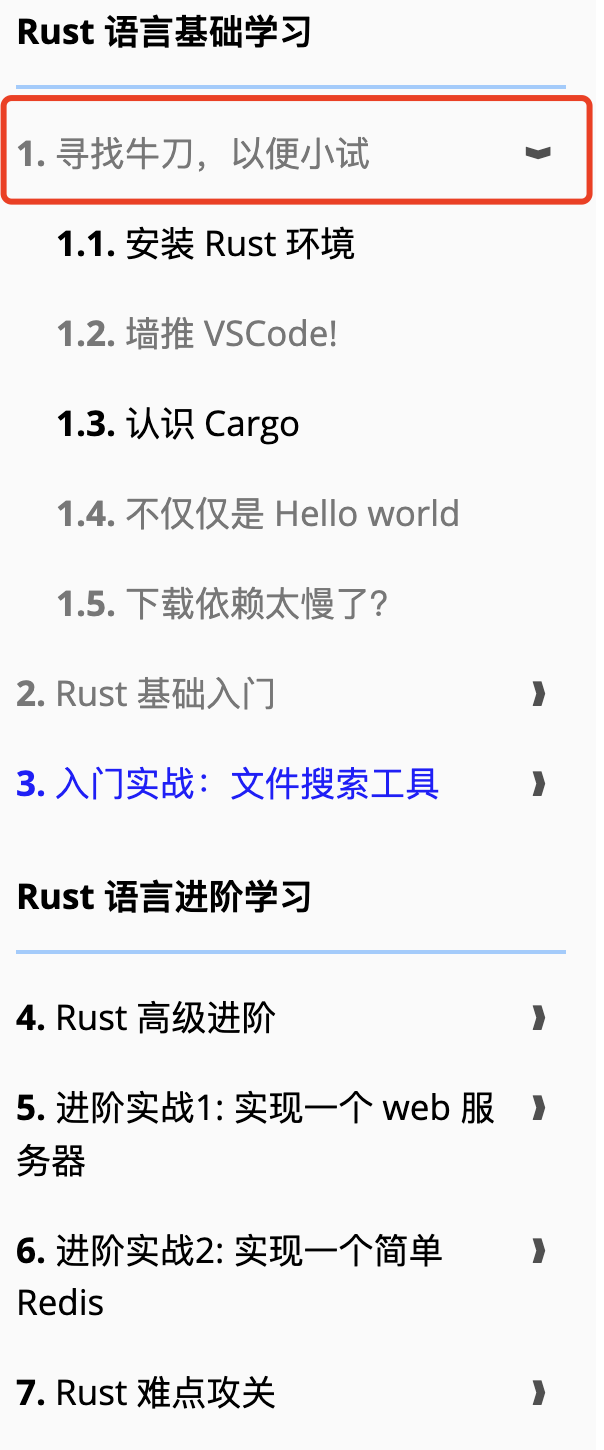 Rust 语言基础学习
1. 寻找牛刀，以便小试
1.1. 安装 Rust 环境
1.2. 墙推 VSCode!
1.3. 认识 Cargo
1.4. 不仅仅是 Hello world
1.5. 下载依赖太慢了？
2. Rust 基础入门
3. 入门实战：文件搜索工具
Rust 语言进阶学习
4. Rust 高级进阶
5. 进阶实战1: 实现一个 web 服
务器
6. 进阶实战2: 实现一个简单
Redis
7. Rust 难点攻关